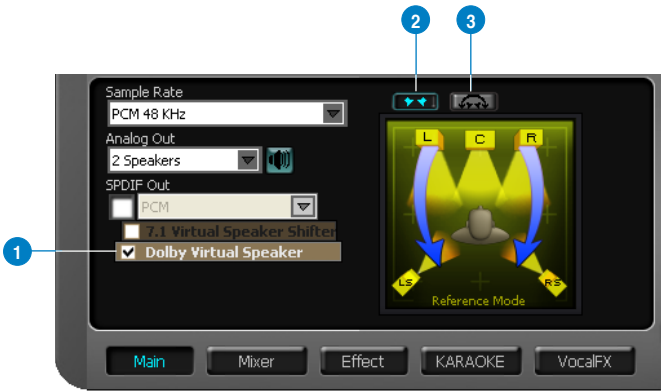 2
3
Sample Rate
PCM 48 KHz
Analog Out
2 Speakers
SPDIF Out
PCM
7.1 Virtual Speaker Shifter
1
Dolby Virtual Speaker
L
C
R
LS
RS
Reference Mode
Main
Mixer
Effect
KARAOKE
VocalFX